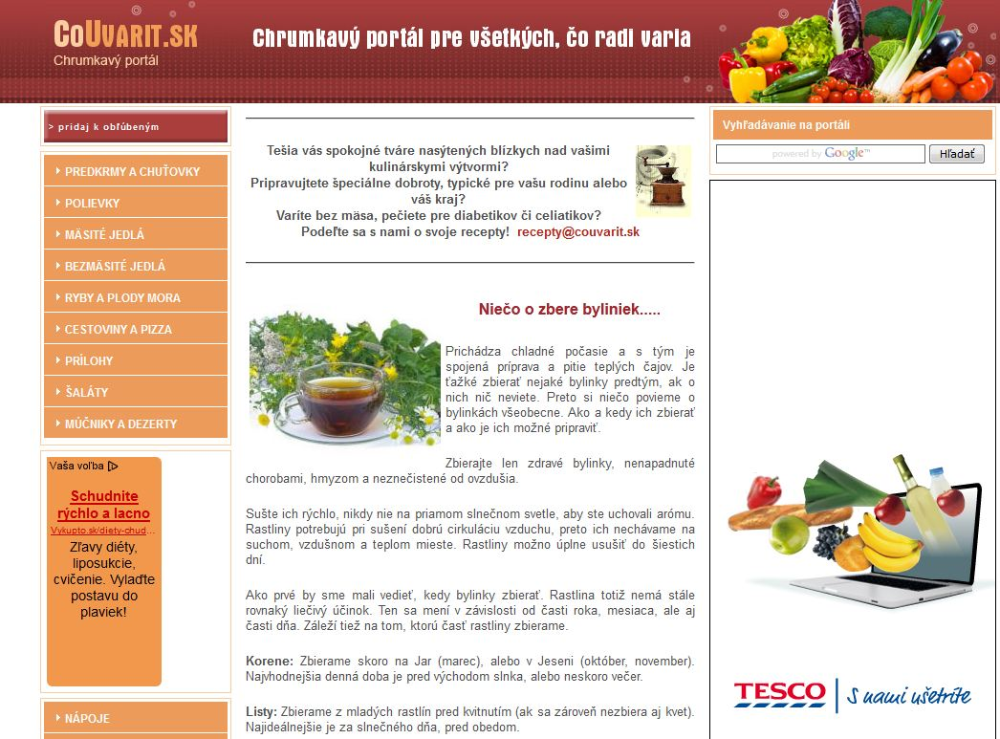 CoUvarit.sk
Chrumkavý portál
Chrumkavý portál pre všetkých, čo radi varia
> pridaj k obľúbeným
PREDKRMY A CHUŤOVKY
POLIEVKY
MÄSITÉ JEDLÁ
BEZMÄSITÉ JEDLÁ
RYBY A PLODY MORA
CESTOVINY A PIZZA
PRÍLOHY
ŠALÁTY
MÚČNIKY A DEZERTY
Vaša voľba
Schudnite
rýchlo a lacno
Vykupto.sk/diety-chud...
Zľavy diéty,
liposukcie,
cvičenie. Vylaďte
postavu do
plaviek!
NÁPOJE
Tešia vás spokojné tváre nasýtených blízkych nad vašimi
kulinárskymi výtvormi?
Pripravujete špeciálne dobroty, typické pre vašu rodinu alebo
váš kraj?
Varíte bez mäsa, pečiete pre diabetikov či celiatikov?
Podeľte sa s nami o svoje recepty! recepty@couvarit.sk
Niečo o zbere byliniek.....
Prichádza chladné počasie a s tým je
spojená príprava a pitie teplých čajov. Je
ťažké zbierať nejaké bylinky predtým, ak o
nich nič neviete. Preto si niečo povieme o
bylinkách všeobecne. Ako a kedy ich zbierať
a ako je ich možné pripraviť.
Zbierajte len zdravé bylinky, nenapadnuté
chorobami, hmyzom a neznečistené od ovzdušia.
Sušte ich rýchlo, nikdy nie na priamom slnečnom svetle, aby ste uchovali arómu.
Rastliny potrebujú pri sušení dobrú cirkuláciu vzduchu, preto ich nechávame na
suchom, vzdušnom a teplom mieste. Rastliny možno úplne usušiť do šiestich
dní.
Ako prvé by sme mali vedieť, kedy bylinky zbierať. Rastlina totiž nemá stále
rovnaký liečivý účinok. Ten sa mení v závislosti od časti roka, mesiaca, ale aj
časti dňa. Záleží tiež na tom, ktorú časť rastliny zbierame.
Korene: Zbierame skoro na Jar (marec), alebo v Jeseni (október, november).
Najvhodnejšia denná doba je pred východom slnka, alebo neskoro večer.
Listy: Zbierame z mladých rastlín pred kvitnutím (ak sa zároveň nezbiera aj kvet).
Najideálnejšie je za slnečného dňa, pred obedom.
Vyhľadávanie na portáli
powered by Google™
Hľadať
TESCO
S nami ušetríte